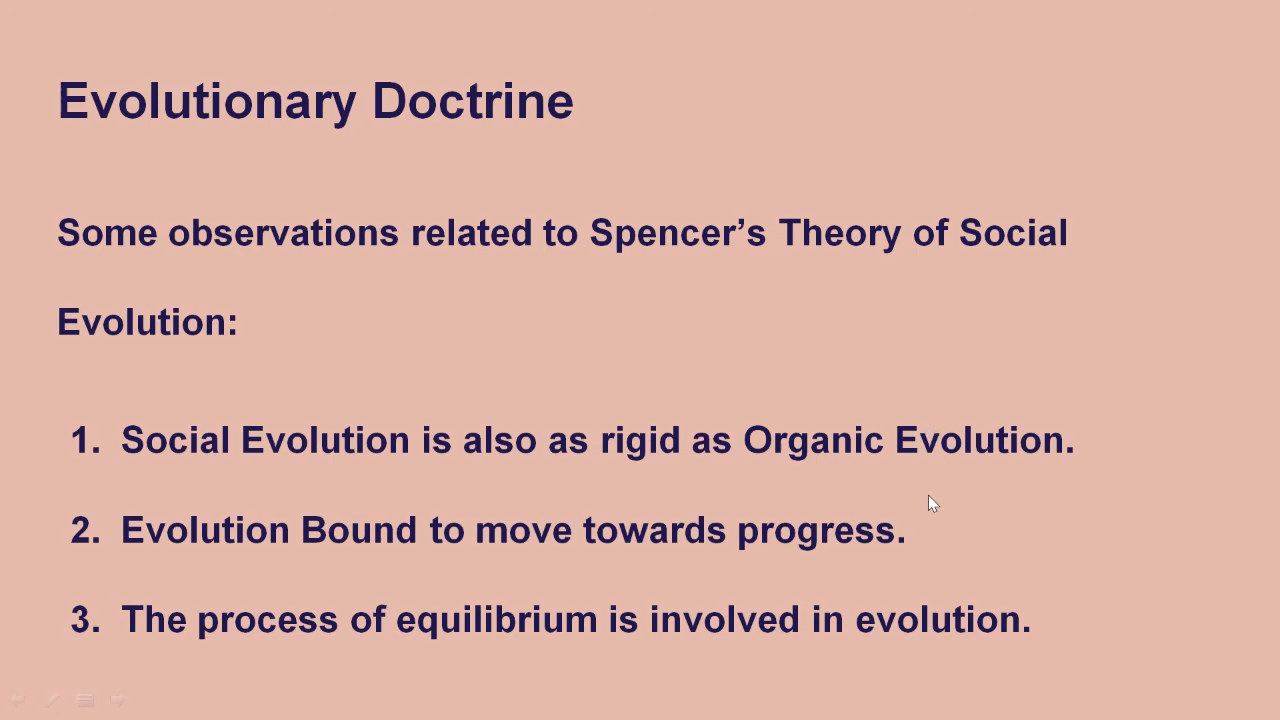 Evolutionary Doctrine
Some observations related to Spencer’s Theory of Social
Evolution:
1. Social Evolution is also as rigid as Organic Evolution.
2. Evolution Bound to move towards progress.
3. The process of equilibrium is involved in evolution.